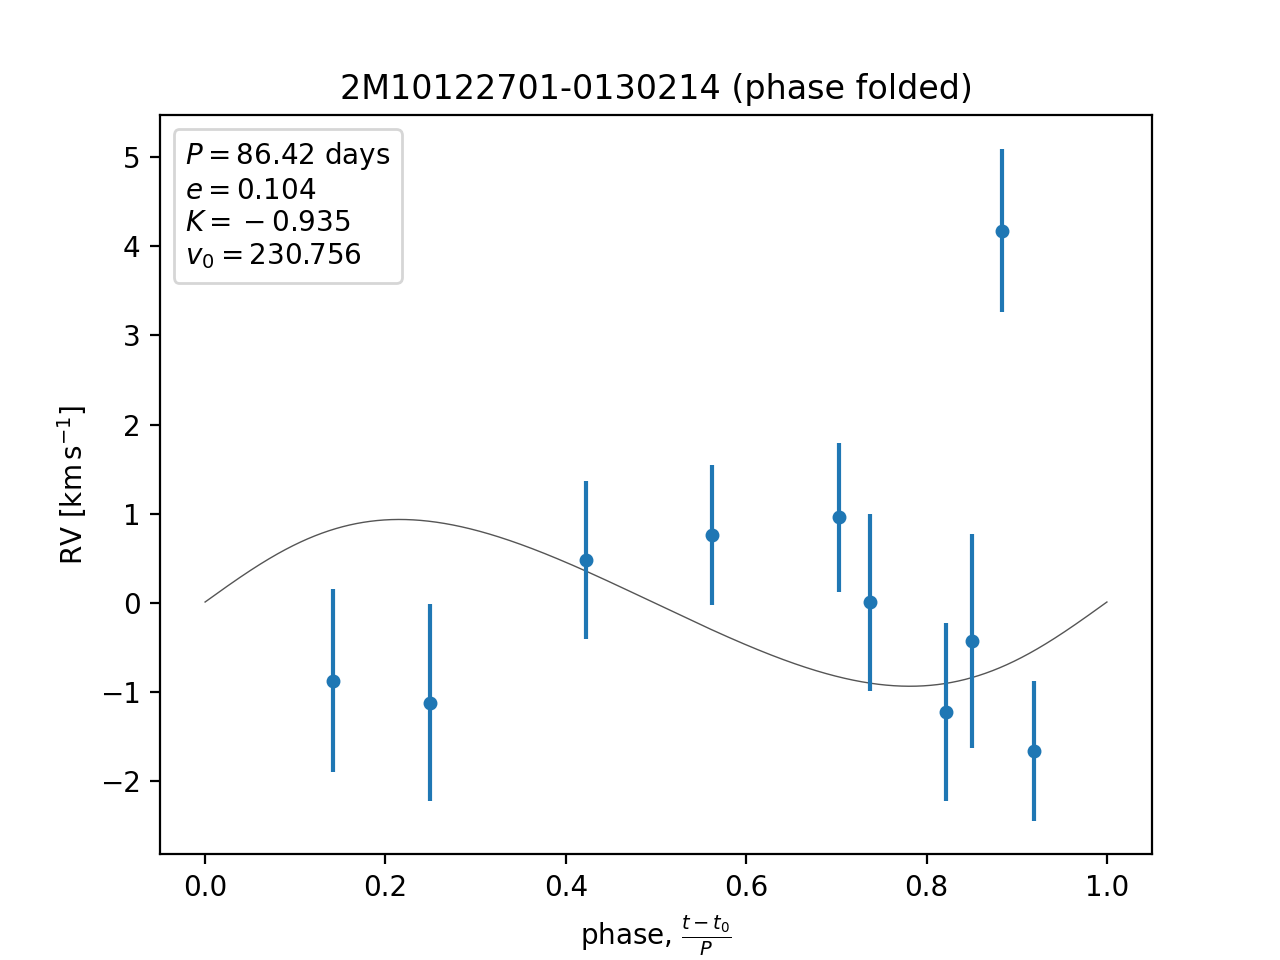 2M10122701-0130214 (phase folded)
P = 86.42 days
e = 0.104
K = −0.935
v₀ = 230.756
5
4
3
2
1
0
−1
−2
RV [km s⁻¹]
0.0 0.2 0.4 0.6 0.8 1.0
phase, (t − t₀)/P